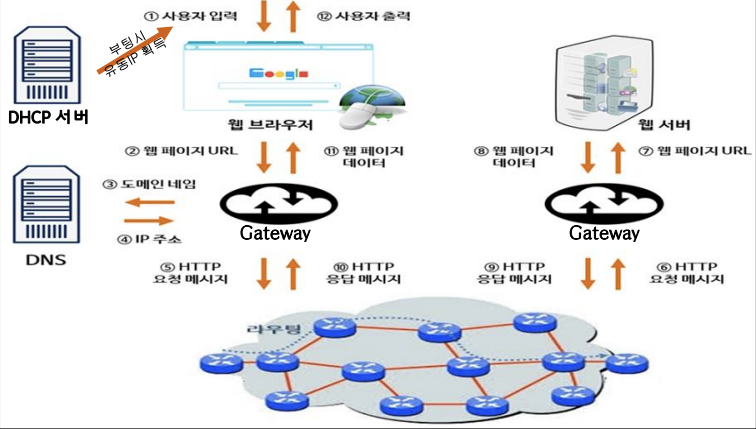 ① 사용자 입력
⑫ 사용자 출력
부팅시
유동IP 획득
Google
DHCP 서버
웹 브라우저
웹 서버
② 웹 페이지 URL
⑪ 웹 페이지
데이터
⑧ 웹 페이지
데이터
⑦ 웹 페이지 URL
③ 도메인 네임
④ IP 주소
DNS
Gateway
Gateway
⑤ HTTP
요청 메시지
⑩ HTTP
응답 메시지
⑨ HTTP
응답 메시지
⑥ HTTP
요청 메시지
라우팅